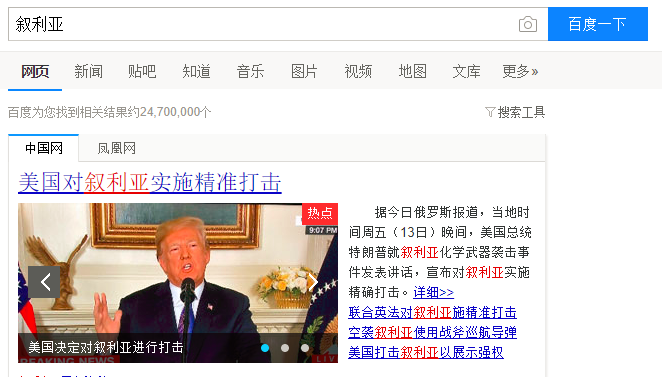 叙利亚
百度一下
网页 新闻 贴吧 知道 音乐 图片 视频 地图 文库 更多»
百度为您找到相关结果约24,700,000个
搜索工具
中国网 凤凰网
美国对叙利亚实施精准打击
热点
9:07 PM
美国决定对叙利亚进行打击
BREAKING NEWS
LIVE
据今日俄罗斯报道，当地时
间周五（13日）晚间，美国总统
特朗普就叙利亚化学武器袭击事
件发表讲话，宣布对叙利亚实施
精确打击。详细>>
联合英法对叙利亚施精准打击
空袭叙利亚使用战斧巡航导弹
美国打击叙利亚以展示强权